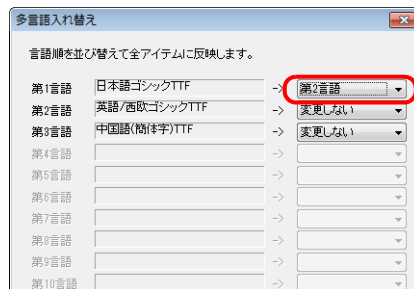 多言語入れ替え
言語順を並び替えて全アイテムに反映します。
第1言語 日本語ゴシックTTF -> 第2言語
第2言語 英語/西欧ゴシックTTF -> 変更しない
第3言語 中国語(簡体字)TTF -> 変更しない
第4言語 ->
第5言語 ->
第6言語 ->
第7言語 ->
第8言語 ->
第9言語 ->
第10言語 ->